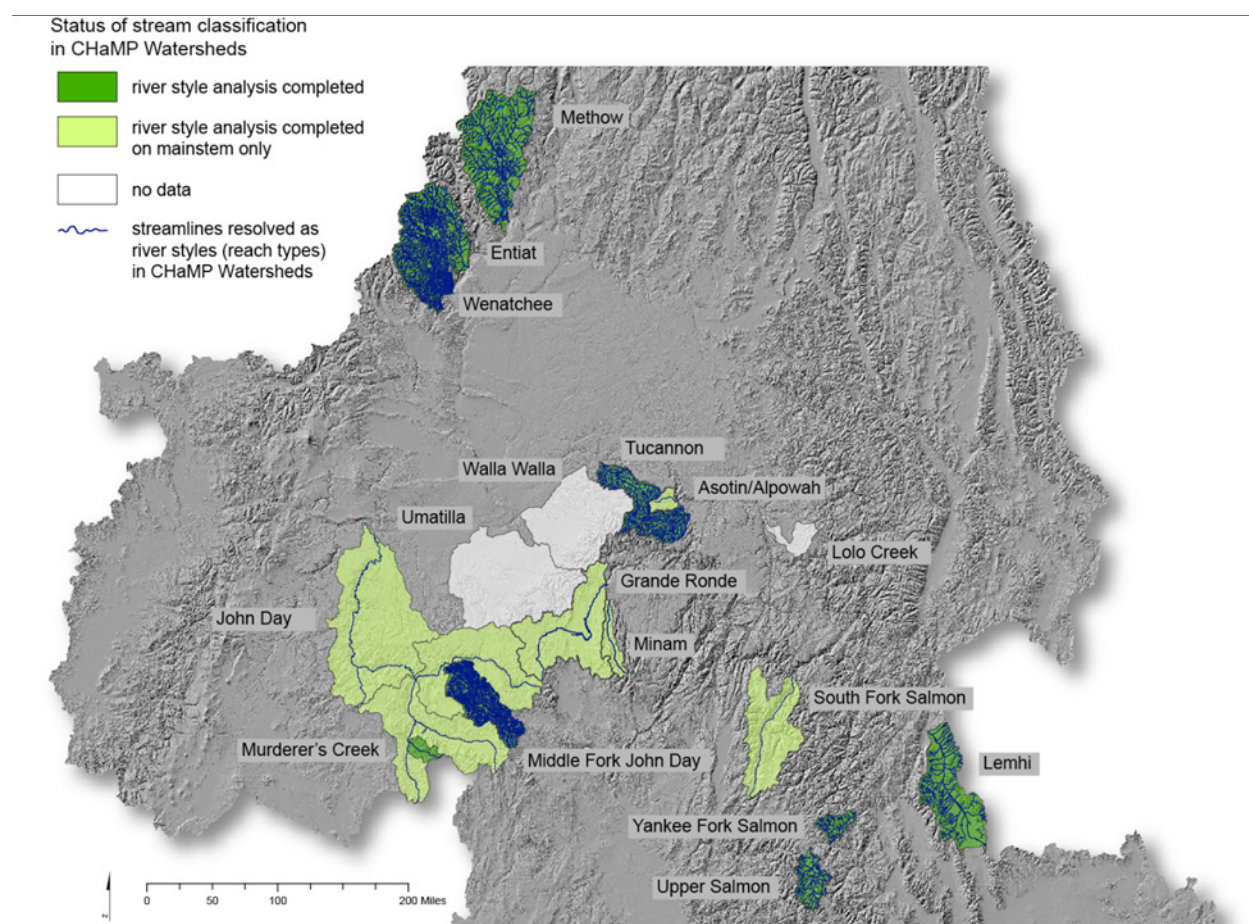 Status of stream classification
in CHaMP Watersheds
river style analysis completed
river style analysis completed
on mainstem only
no data
streamlines resolved as
river styles (reach types)
in CHaMP Watersheds
Methow
Entiat
Wenatchee
Tucannon
Walla Walla
Asotin/Alpowah
Umatilla
Lolo Creek
Grande Ronde
John Day
Minam
South Fork Salmon
Murderer's Creek
Middle Fork John Day
Lemhi
Yankee Fork Salmon
Upper Salmon
0 50 100 200 Miles
N